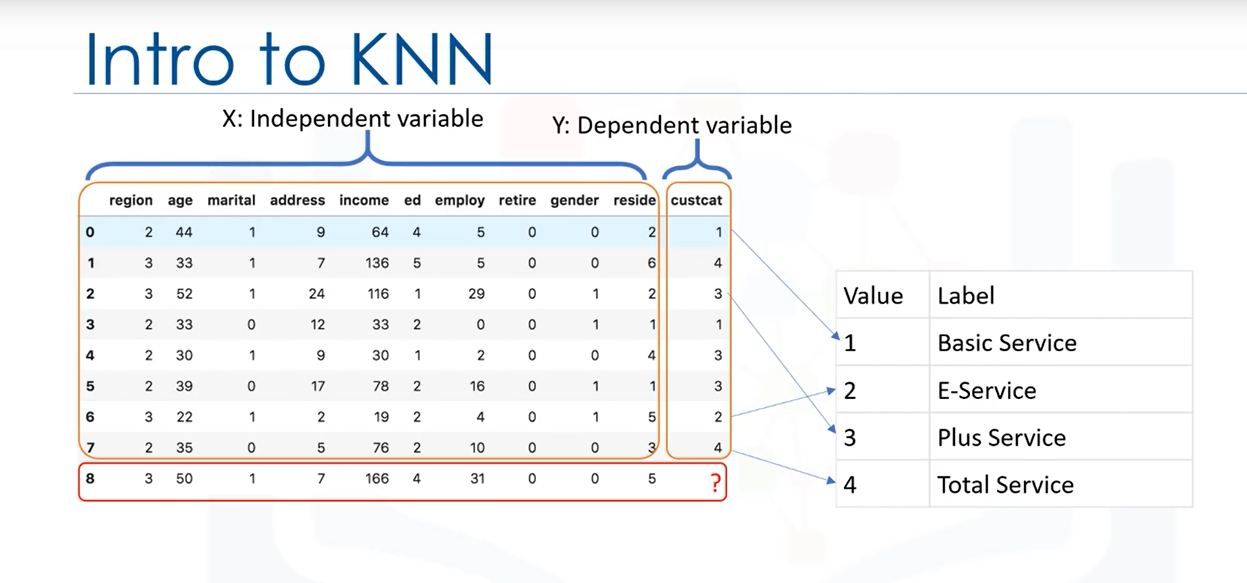 Intro to KNN
X: Independent variable
Y: Dependent variable
region age marital address income ed employ retire gender reside custcat
0 2 44 1 9 64 4 5 0 0 2 1
1 3 33 1 7 136 5 5 0 0 6 4
2 3 52 1 24 116 1 29 0 1 2 3
3 2 33 0 12 33 2 0 0 1 1 1
4 2 30 1 9 30 1 2 0 0 4 3
5 2 39 0 17 78 2 16 0 1 1 3
6 3 22 1 2 19 2 4 0 1 5 2
7 2 35 0 5 76 2 10 0 0 3 4
8 3 50 1 7 166 4 31 0 0 5 ?
Value Label
1 Basic Service
2 E-Service
3 Plus Service
4 Total Service